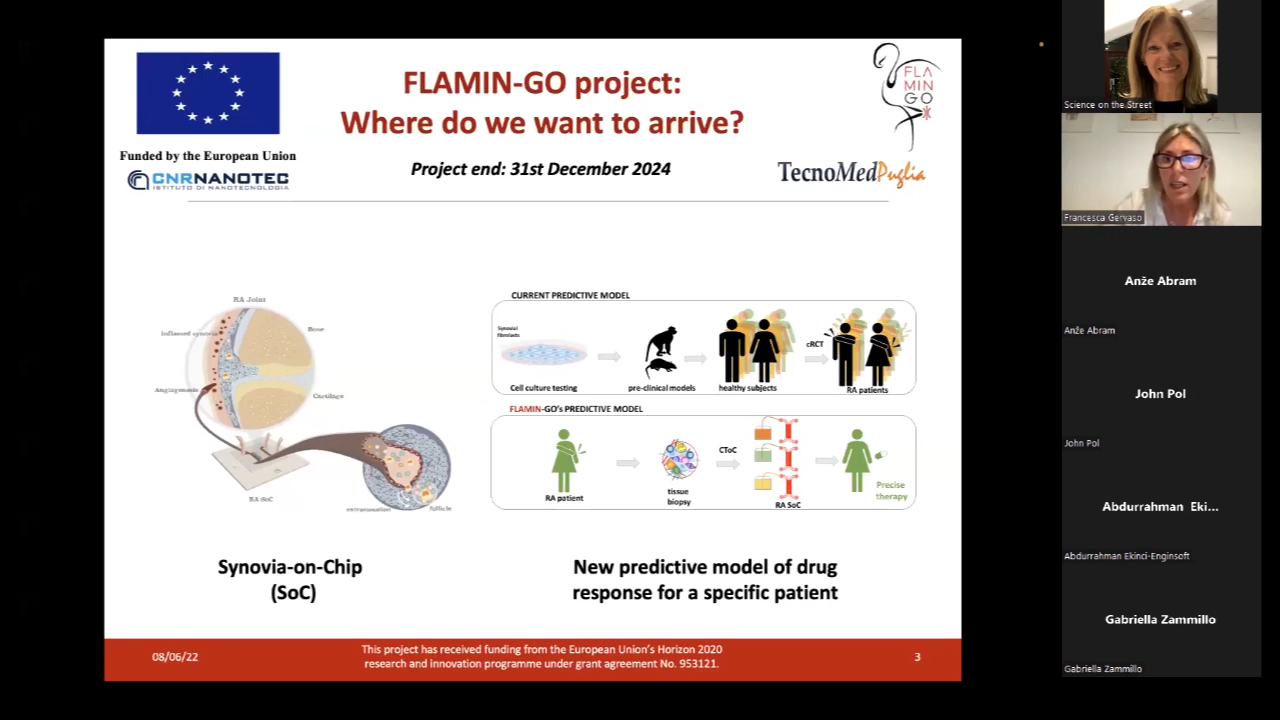 FLAMIN-GO project:
Where do we want to arrive?
Project end: 31st December 2024
Funded by the European Union
CNRNANOTEC
ISTITUTO DI NANOTECNOLOGIA
FLA
MIN
GO
TecnoMedPuglia
RA Joint
Inflamed synovia
Bone
Angiogenesis
Cartilage
RA SoC
extravasation
follicle
Synovia-on-Chip
(SoC)
CURRENT PREDICTIVE MODEL
Synovial
fibroblasts
cRCT
Cell culture testing
pre-clinical models
healthy subjects
RA patients
FLAMIN-GO's PREDICTIVE MODEL
CToC
RA patient
tissue
biopsy
RA SoC
Precise
therapy
New predictive model of drug
response for a specific patient
08/06/22
This project has received funding from the European Union's Horizon 2020
research and innovation programme under grant agreement No. 953121.
3
Science on the Street
Francesca Gervaso
Anže Abram
Anže Abram
John Pol
John Pol
Abdurrahman Eki...
Abdurrahman Ekinci-Enginsoft
Gabriella Zammillo
Gabriella Zammillo